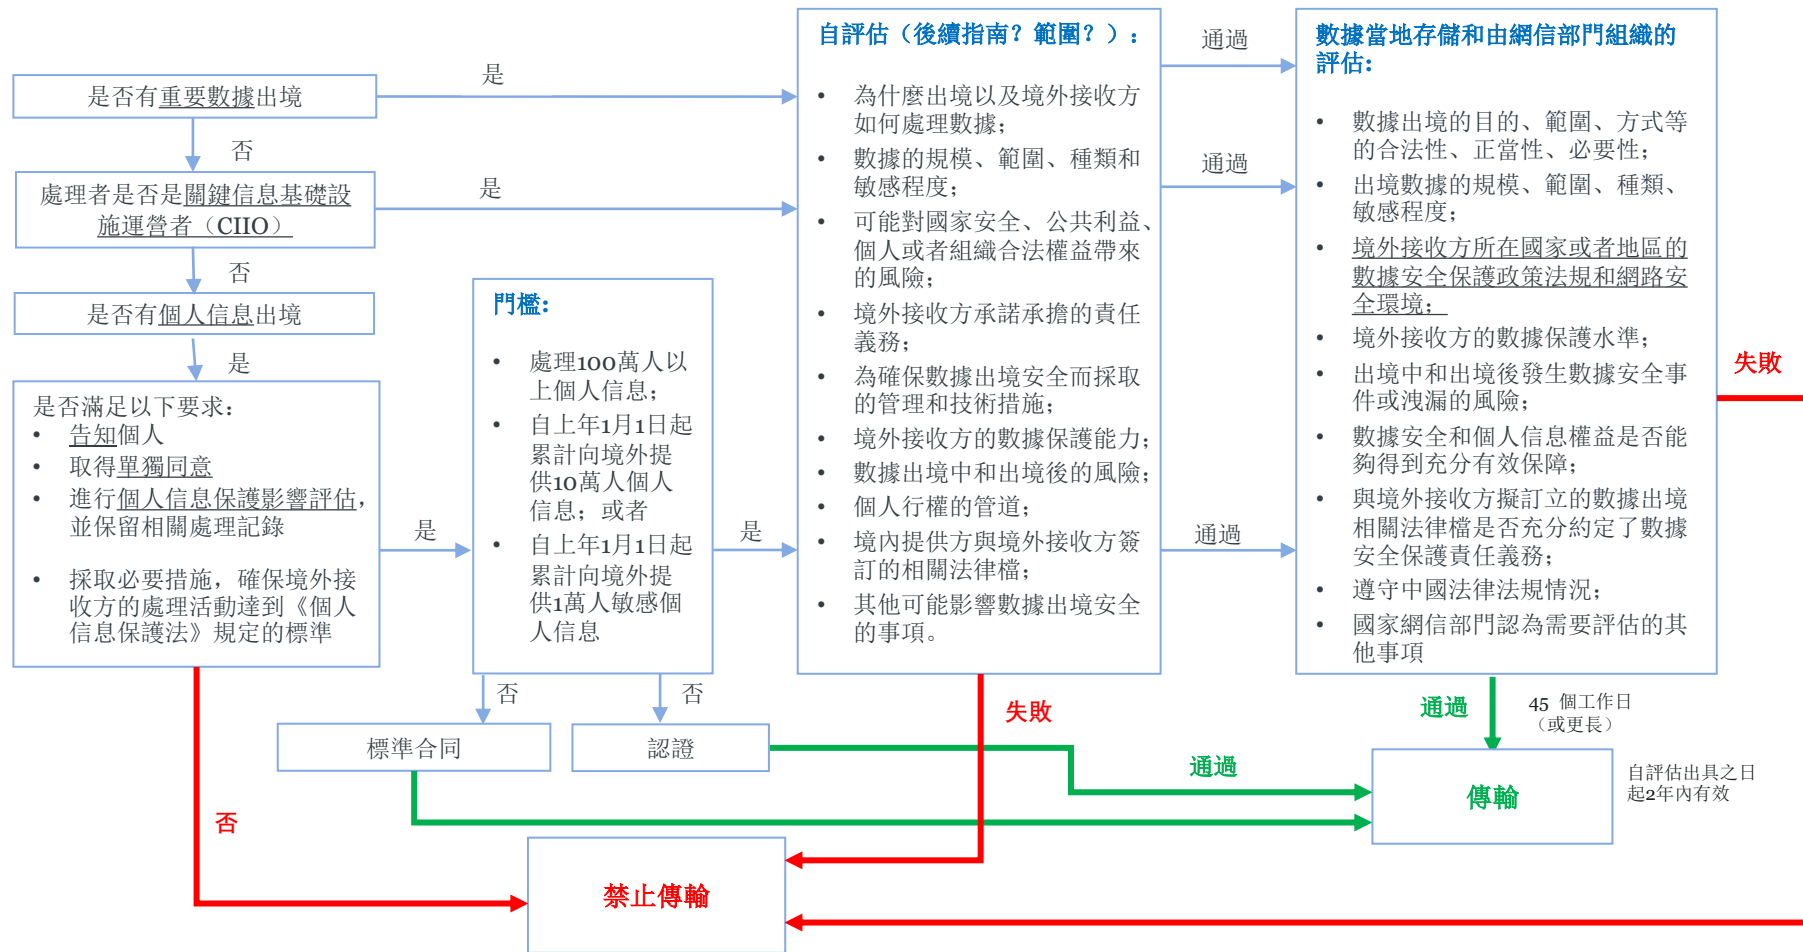 是否有重要數據出境
是
否
處理者是否是關鍵信息基礎設
施運營者（CIIO）
是
否
是否有個人信息出境
是
是否滿足以下要求：
• 告知個人
• 取得單獨同意
• 進行個人信息保護影響評估，
並保留相關處理記錄
• 採取必要措施，確保境外接
收方的處理活動達到《個人
信息保護法》規定的標準
是
否
門檻：
• 處理100萬人以
上個人信息；
• 自上年1月1日起
累計向境外提
供10萬人個人
信息；或者
• 自上年1月1日起
累計向境外提
供1萬人敏感個
人信息
是
否
否
標準合同
認證
自評估（後續指南？範圍？）：
• 為什麼出境以及境外接收方
如何處理數據；
• 數據的規模、範圍、種類和
敏感程度；
• 可能對國家安全、公共利益、
個人或者組織合法權益帶來
的風險；
• 境外接收方承諾承擔的責任
義務；
• 為確保數據出境安全而採取
的管理和技術措施；
• 境外接收方的數據保護能力；
• 數據出境中和出境後的風險；
• 個人行權的管道；
• 境內提供方與境外接收方簽
訂的相關法律檔；
• 其他可能影響數據出境安全
的事項。
通過
通過
通過
失敗
數據當地存儲和由網信部門組織的
評估：
• 數據出境的目的、範圍、方式等
的合法性、正當性、必要性；
• 出境數據的規模、範圍、種類、
敏感程度；
• 境外接收方所在國家或者地區的
數據安全保護政策法規和網路安
全環境；
• 境外接收方的數據保護水準；
• 出境中和出境後發生數據安全事
件或洩漏的風險；
• 數據安全和個人信息權益是否能
夠得到充分有效保障；
• 與境外接收方擬訂立的數據出境
相關法律檔是否充分約定了數據
安全保護責任義務；
• 遵守中國法律法規情況；
• 國家網信部門認為需要評估的其
他事項
失敗
通過
45 個工作日
（或更長）
通過
傳輸
自評估出具之日
起2年內有效
禁止傳輸